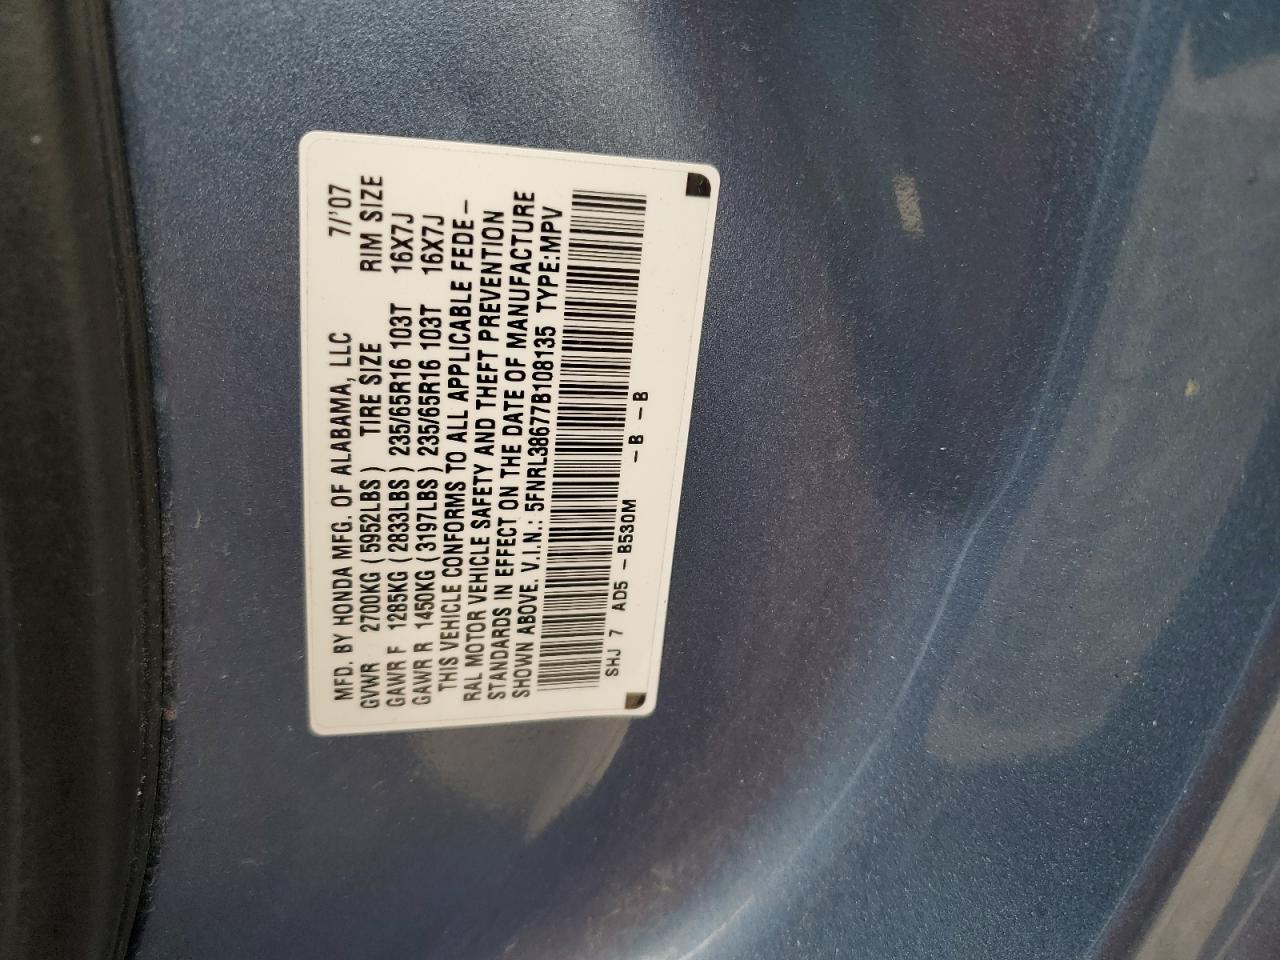 MFD. BY HONDA MFG. OF ALABAMA, LLC 7/'07
GVWR 2700KG (5952LBS) TIRE SIZE RIM SIZE
GAWR F 1285KG (2833LBS) 235/65R16 103T 16X7J
GAWR R 1450KG (3197LBS) 235/65R16 103T 16X7J
THIS VEHICLE CONFORMS TO ALL APPLICABLE FEDE-
RAL MOTOR VEHICLE SAFETY AND THEFT PREVENTION
STANDARDS IN EFFECT ON THE DATE OF MANUFACTURE
SHOWN ABOVE. V.I.N.: 5FNRL38677B108135 TYPE:MPV
SHJ 7 AD5 - B530M - B - B